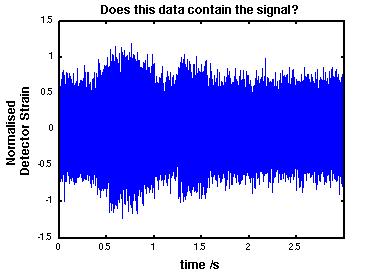 Does this data contain the signal?
1.5
1
0.5
0
-0.5
-1
-1.5
Normalised
Detector Strain
0 0.5 1 1.5 2 2.5
time /s